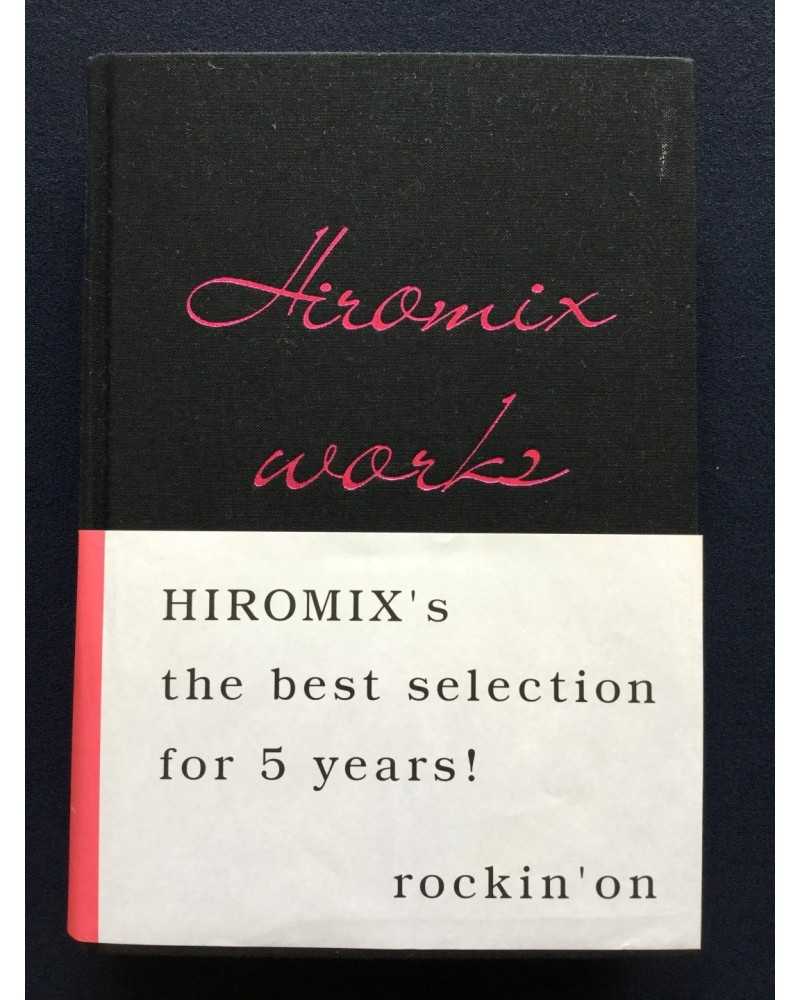 Hiromix
works
HIROMIX's
the best selection
for 5 years!
rockin'on